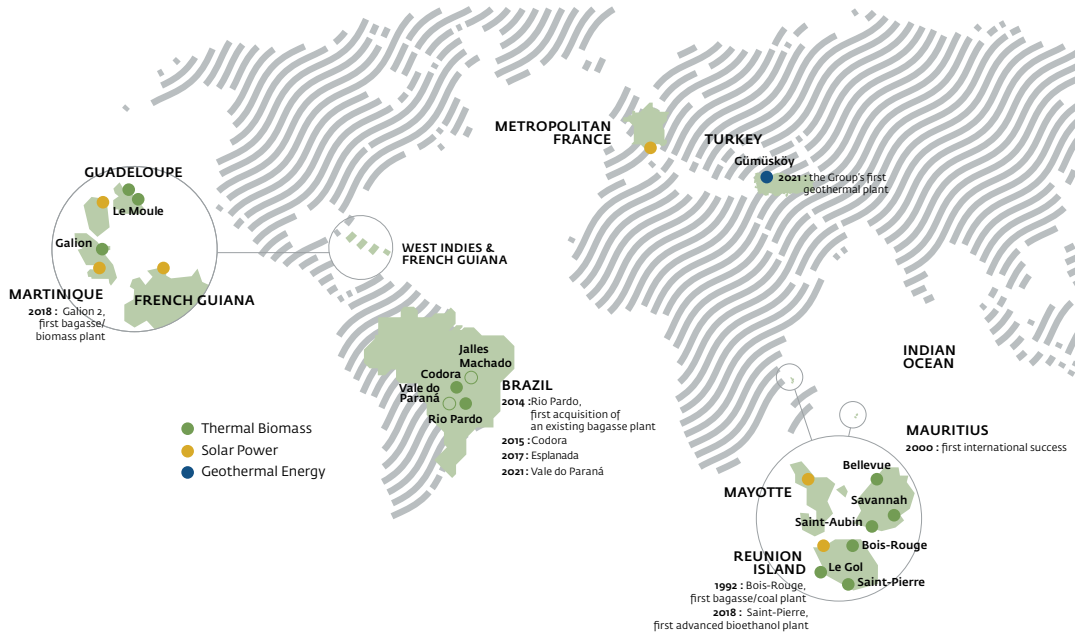 METROPOLITAN
FRANCE
TURKEY
Gümüsköy
2021 : the Group's first
geothermal plant
GUADELOUPE
Le Moule
Galion
MARTINIQUE
2018 : Galion 2,
first bagasse/
biomass plant
FRENCH GUIANA
WEST INDIES &
FRENCH GUIANA
Jalles
Machado
Codora
Vale do
Paraná
Rio Pardo
BRAZIL
2014 :Rio Pardo,
first acquisition of
an existing bagasse plant
2015 : Codora
2017 : Esplanada
2021 : Vale do Paraná
Thermal Biomass
Solar Power
Geothermal Energy
INDIAN
OCEAN
MAURITIUS
2000 : first international success
Bellevue
MAYOTTE
Savannah
Saint-Aubin
Bois-Rouge
REUNION
ISLAND
Le Gol
Saint-Pierre
1992 : Bois-Rouge,
first bagasse/coal plant
2018 : Saint-Pierre,
first advanced bioethanol plant